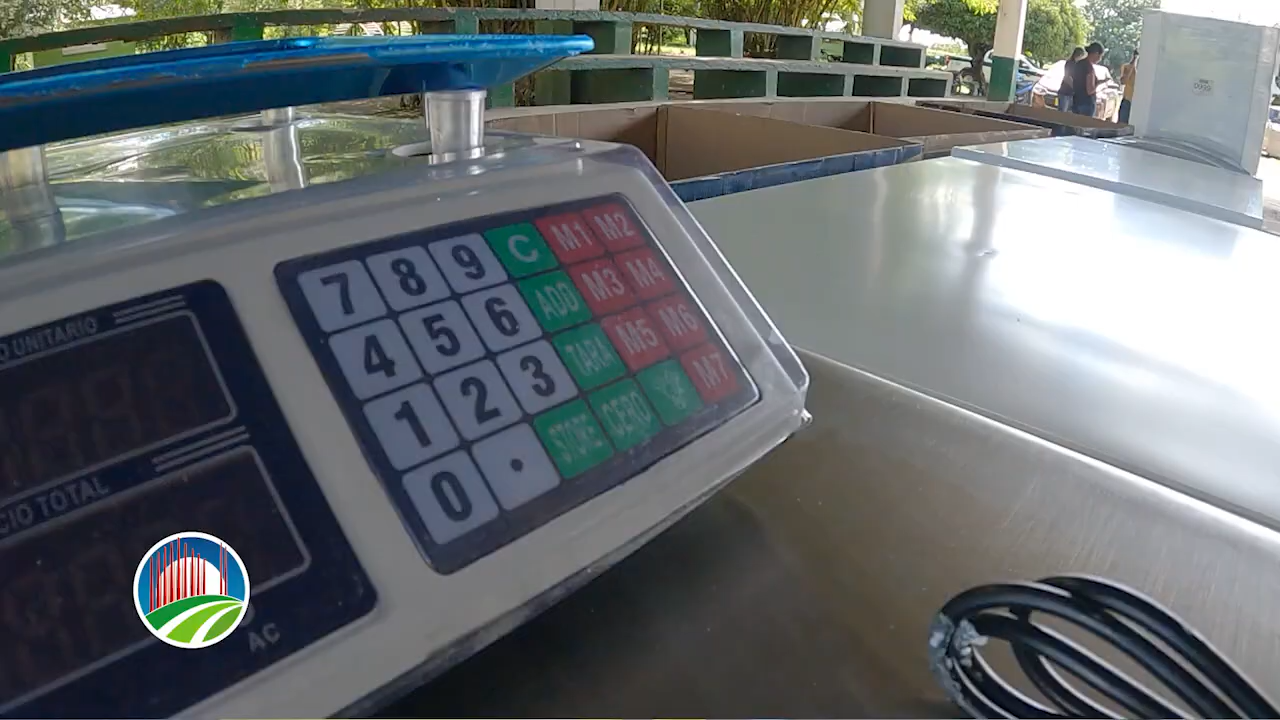 O UNITARIO
CIO TOTAL
AC
7 8 9 C M1 M2
4 5 6 ADD M3 M4
1 2 3 TARA M5 M6
0 . STORE CERO M7